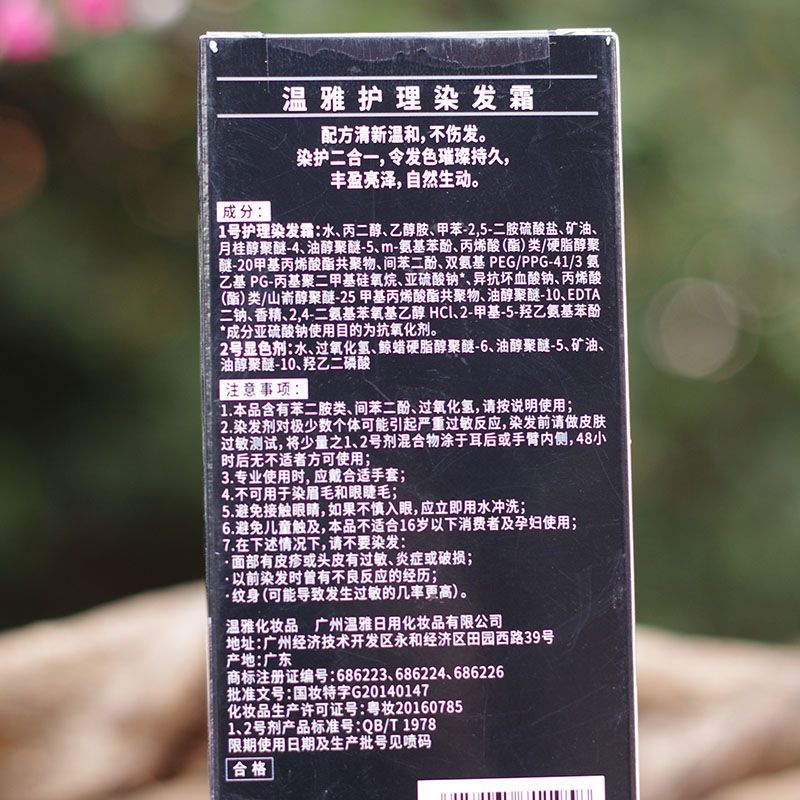 温雅护理染发霜
配方清新温和,不伤发。
染护二合一,令发色璀璨持久,
丰盈亮泽,自然生动。
成分:
1号护理染发霜:水、丙二醇、乙醇胺、甲苯-2,5-二胺硫酸盐、矿油、
月桂醇聚醚-4、油醇聚醚-5、m-氨基苯酚、丙烯酸(酯)类/硬脂醇聚
醚-20甲基丙烯酸酯共聚物、间苯二酚、双氨基 PEG/PPG-41/3 氨
乙基 PG-丙基聚二甲基硅氧烷、亚硫酸钠*、异抗坏血酸钠、丙烯酸
(酯)类/山嵛醇聚醚-25 甲基丙烯酸酯共聚物、油醇聚醚-10、EDTA
二钠、香精、2,4-二氨基苯氧基乙醇 HCl、2-甲基-5-羟乙氨基苯酚
*成分亚硫酸钠使用目的为抗氧化剂。
2号显色剂:水、过氧化氢、鲸蜡硬脂醇聚醚-6、油醇聚醚-5、矿油、
油醇聚醚-10、羟乙二磷酸
注意事项:
1.本品含有苯二胺类、间苯二酚、过氧化氢,请按说明使用;
2.染发剂对极少数个体可能引起严重过敏反应,染发前请做皮肤
过敏测试,将少量之1、2号剂混合物涂于耳后或手臂内侧,48小
时后无不适者方可使用;
3.专业使用时,应戴合适手套;
4.不可用于染眉毛和眼睫毛;
5.避免接触眼睛,如果不慎入眼,应立即用水冲洗;
6.避免儿童触及,本品不适合16岁以下消费者及孕妇使用;
7.在下述情况下,请不要染发:
·面部有皮疹或头皮有过敏、炎症或破损;
·以前染发时曾有不良反应的经历;
·纹身(可能导致发生过敏的几率更高)。
温雅化妆品 广州温雅日用化妆品有限公司
地址:广州经济技术开发区永和经济区田园西路39号
产地:广东
商标注册证编号:686223、686224、686226
批准文号:国妆特字G20140147
化妆品生产许可证号:粤妆20160785
1、2号剂产品标准号:QB/T 1978
限期使用日期及生产批号见喷码
合格